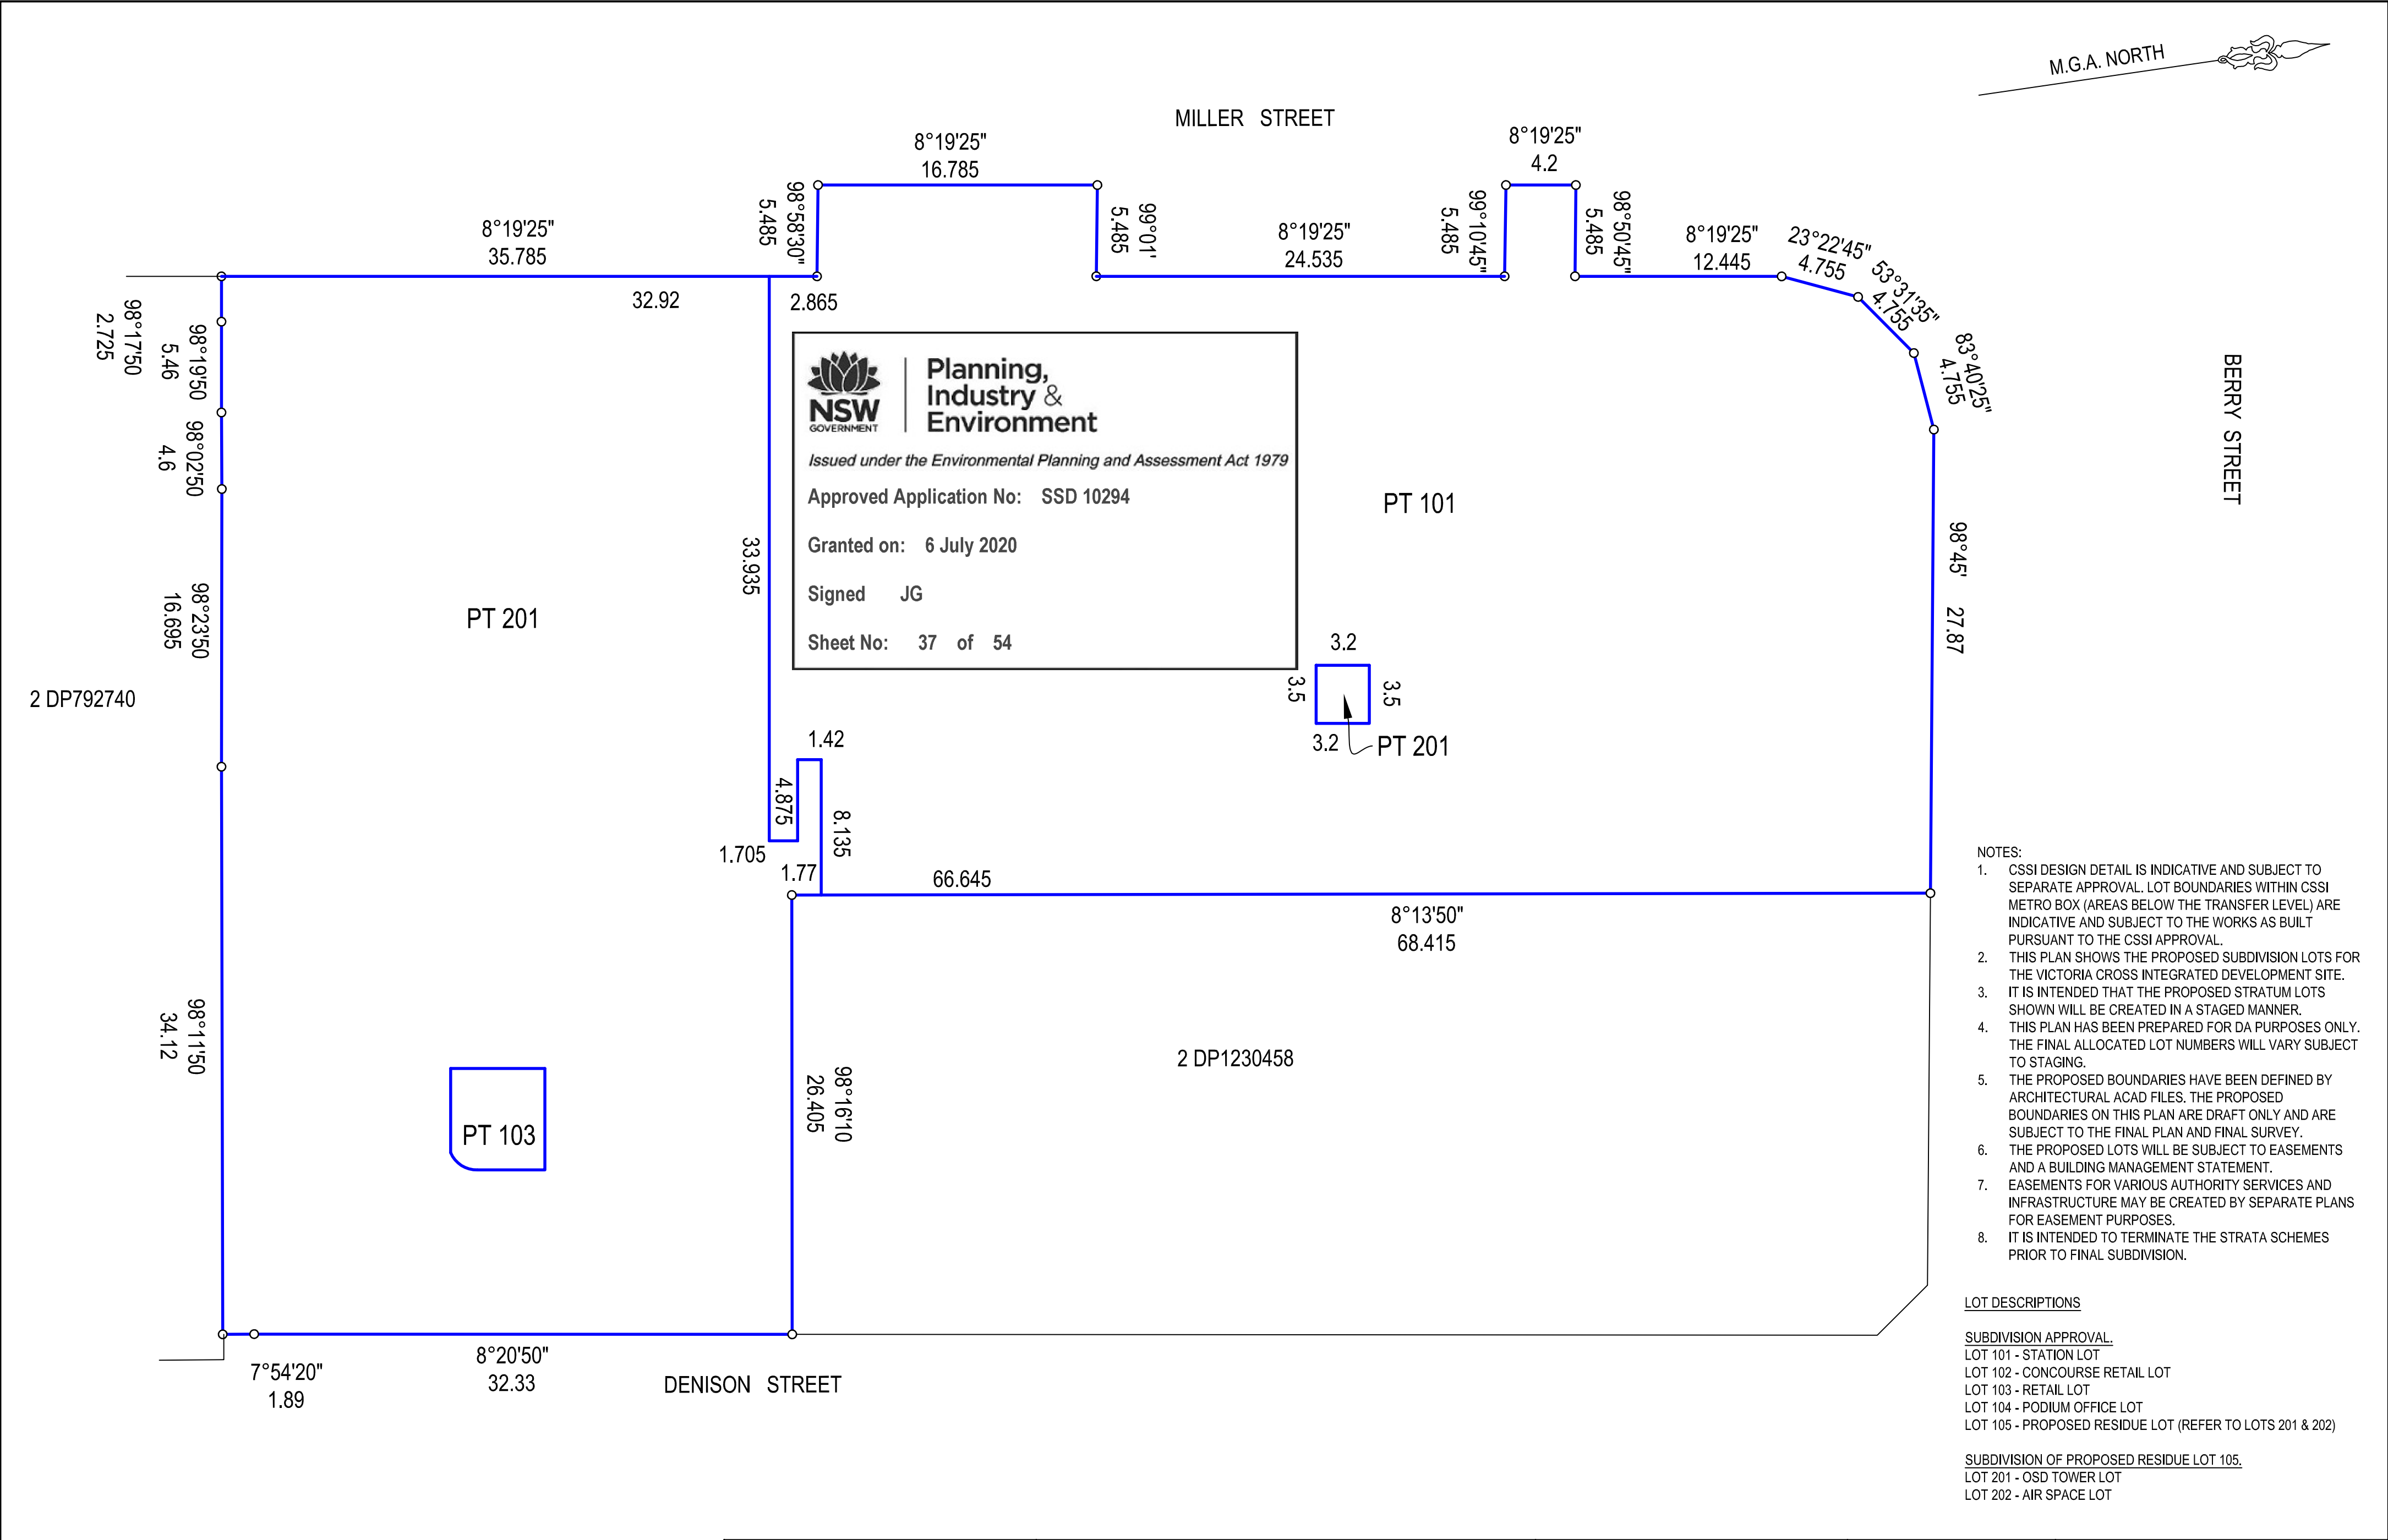 M.G.A. NORTH
MILLER STREET
8°19'25"
16.785
8°19'25"
4.2
98°58'30"
5.485
99°01'
5.485
99°10'45"
5.485
98°50'45"
5.485
8°19'25"
35.785
8°19'25"
24.535
8°19'25"
12.445
23°22'45"
4.755
53°31'35"
4.755
83°40'25"
4.755
32.92
2.865
98°17'50
2.725
98°19'50
5.46
98°02'50
4.6
98°23'50
16.695
BERRY STREET
NSW
GOVERNMENT
Planning,
Industry &
Environment
Issued under the Environmental Planning and Assessment Act 1979
Approved Application No: SSD 10294
Granted on: 6 July 2020
Signed JG
Sheet No: 37 of 54
PT 101
98°45' 27.87
33.935
PT 201
2 DP792740
3.2
3.5
3.5
3.2
PT 201
1.42
4.875
8.135
1.705
1.77
66.645
8°13'50"
68.415
98°11'50
34.12
98°16'10
26.405
2 DP1230458
PT 103
7°54'20"
1.89
8°20'50"
32.33
DENISON STREET
NOTES:
1. CSSI DESIGN DETAIL IS INDICATIVE AND SUBJECT TO
SEPARATE APPROVAL. LOT BOUNDARIES WITHIN CSSI
METRO BOX (AREAS BELOW THE TRANSFER LEVEL) ARE
INDICATIVE AND SUBJECT TO THE WORKS AS BUILT
PURSUANT TO THE CSSI APPROVAL.
2. THIS PLAN SHOWS THE PROPOSED SUBDIVISION LOTS FOR
THE VICTORIA CROSS INTEGRATED DEVELOPMENT SITE.
3. IT IS INTENDED THAT THE PROPOSED STRATUM LOTS
SHOWN WILL BE CREATED IN A STAGED MANNER.
4. THIS PLAN HAS BEEN PREPARED FOR DA PURPOSES ONLY.
THE FINAL ALLOCATED LOT NUMBERS WILL VARY SUBJECT
TO STAGING.
5. THE PROPOSED BOUNDARIES HAVE BEEN DEFINED BY
ARCHITECTURAL ACAD FILES. THE PROPOSED
BOUNDARIES ON THIS PLAN ARE DRAFT ONLY AND ARE
SUBJECT TO THE FINAL PLAN AND FINAL SURVEY.
6. THE PROPOSED LOTS WILL BE SUBJECT TO EASEMENTS
AND A BUILDING MANAGEMENT STATEMENT.
7. EASEMENTS FOR VARIOUS AUTHORITY SERVICES AND
INFRASTRUCTURE MAY BE CREATED BY SEPARATE PLANS
FOR EASEMENT PURPOSES.
8. IT IS INTENDED TO TERMINATE THE STRATA SCHEMES
PRIOR TO FINAL SUBDIVISION.
LOT DESCRIPTIONS
SUBDIVISION APPROVAL.
LOT 101 - STATION LOT
LOT 102 - CONCOURSE RETAIL LOT
LOT 103 - RETAIL LOT
LOT 104 - PODIUM OFFICE LOT
LOT 105 - PROPOSED RESIDUE LOT (REFER TO LOTS 201 & 202)
SUBDIVISION OF PROPOSED RESIDUE LOT 105.
LOT 201 - OSD TOWER LOT
LOT 202 - AIR SPACE LOT